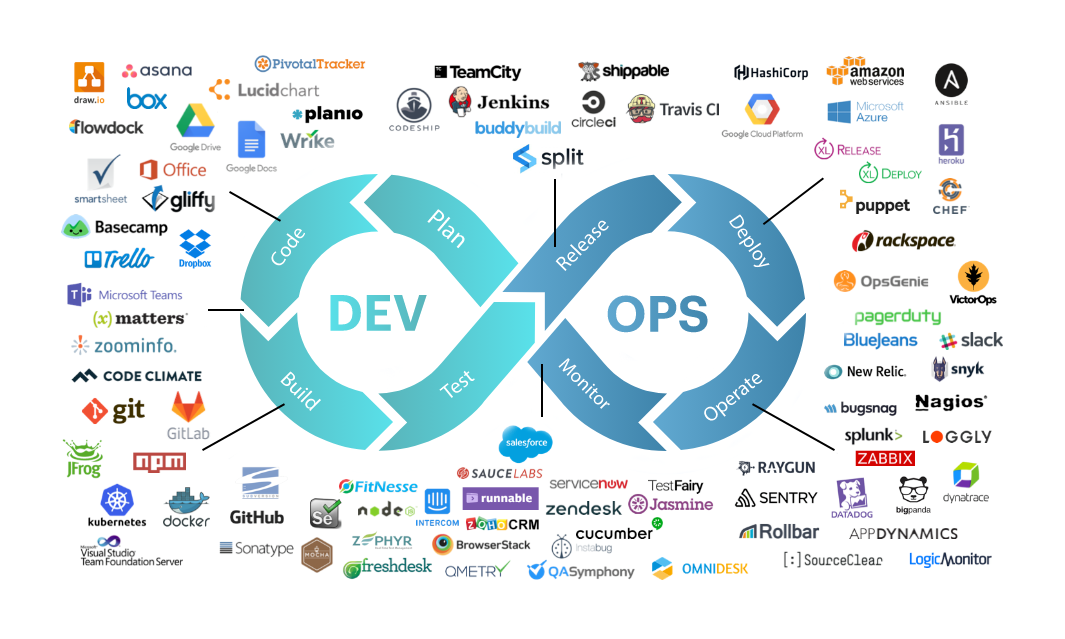 draw.io
asana
PivotalTracker
box
Lucidchart
flowdock
Google Drive
planio
Google Docs
Wrike
smartsheet
Office
gliffy
Basecamp
Trello
Dropbox
Microsoft Teams
(x)matters
zoominfo.
CODE CLIMATE
git
GitLab
JFrog
npm
kubernetes
docker
SUBVERSION
GitHub
Visual Studio
Team Foundation Server
Sonatype
TeamCity
shippable
CODESHIP
Jenkins
buddybuild
circleci
Travis CI
split
HashiCorp
amazon
web services
ANSIBLE
Google Cloud Platform
Microsoft
Azure
XL RELEASE
XL DEPLOY
heroku
puppet
CHEF
rackspace
OpsGenie
VictorOps
pagerduty
BlueJeans
slack
New Relic.
snyk
bugsnag
Nagios®
splunk>
LOGGLY
ZABBIX
RAYGUN
SENTRY
DATADOG
bigpanda
dynatrace
Rollbar
APPDYNAMICS
[:]SourceClear
LogicMonitor
Code
Plan
Build
Test
DEV
Release
Deploy
Monitor
Operate
OPS
salesforce
SAUCELABS
FitNesse
Se
node
INTERCOM
runnable
servicenow
TestFairy
zendesk
Jasmine
ZOHO CRM
MOCHA
ZEPHYR
BrowserStack
instabug
cucumber
freshdesk
QMETRY
QASymphony
OMNIDESK